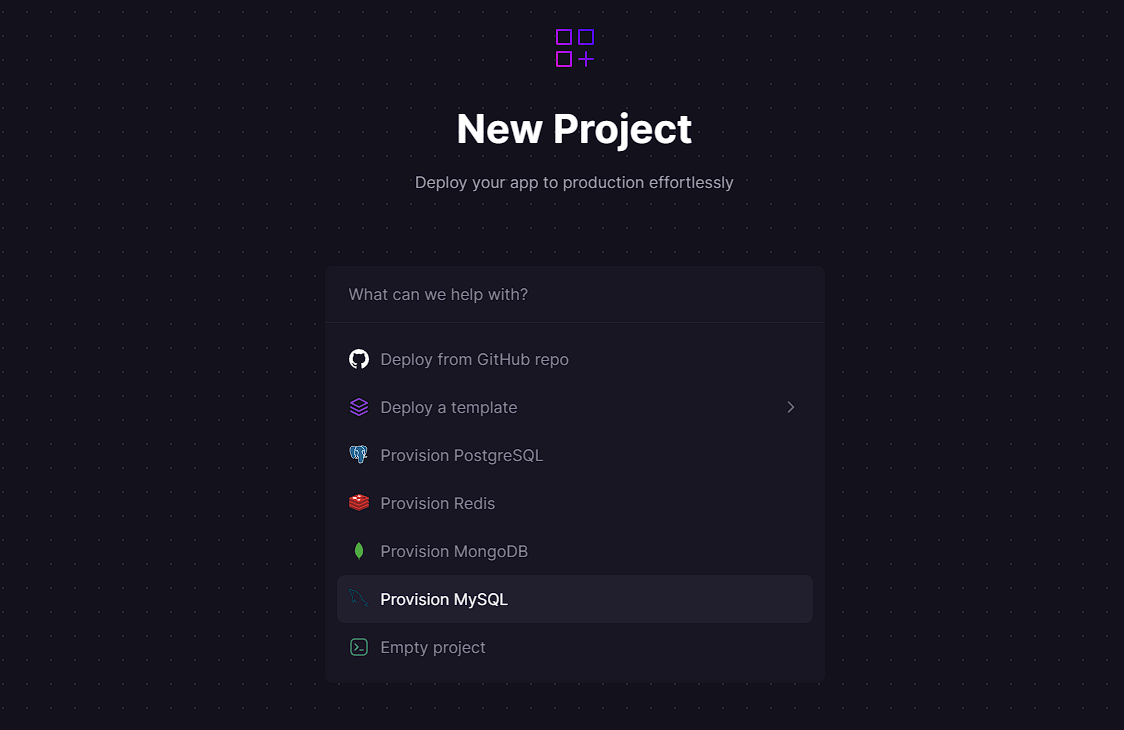 New Project
Deploy your app to production effortlessly
What can we help with?
Deploy from GitHub repo
Deploy a template
Provision PostgreSQL
Provision Redis
Provision MongoDB
Provision MySQL
Empty project